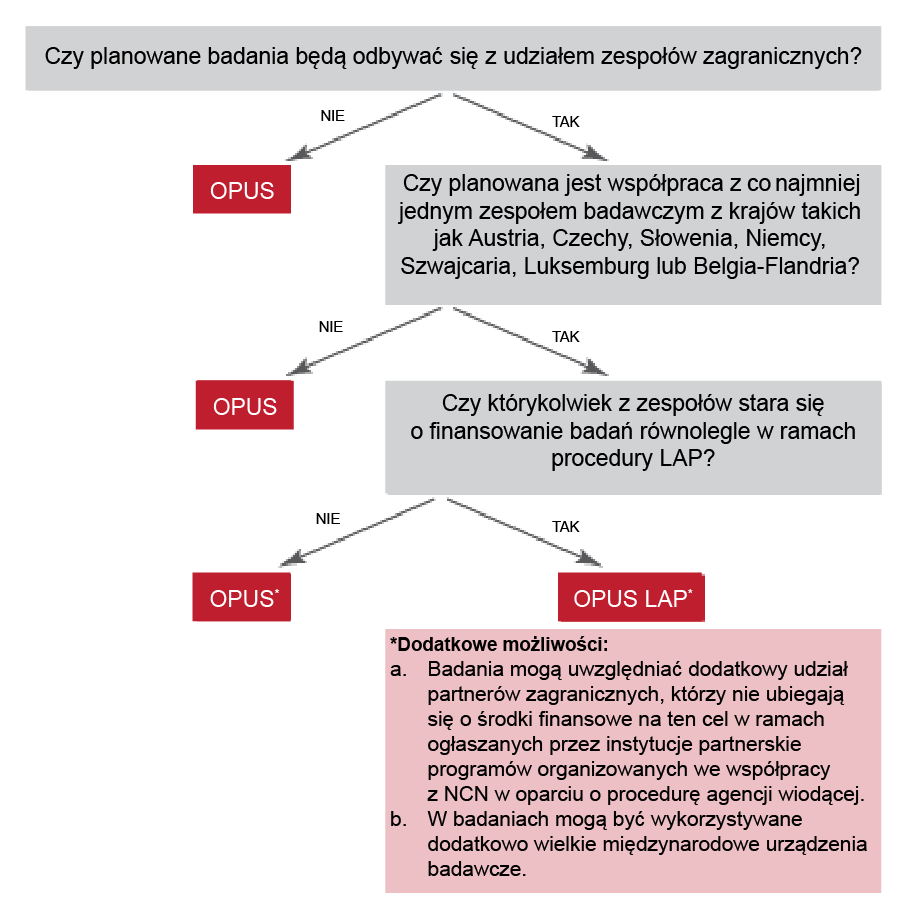 Czy planowane badania będą odbywać się z udziałem zespołów zagranicznych?
NIE
TAK
OPUS
Czy planowana jest współpraca z co najmniej
jednym zespołem badawczym z krajów takich
jak Austria, Czechy, Słowenia, Niemcy,
Szwajcaria, Luksemburg lub Belgia-Flandria?
NIE
TAK
OPUS
Czy którykolwiek z zespołów stara się
o finansowanie badań równolegle w ramach
procedury LAP?
NIE
TAK
OPUS*
OPUS LAP*
*Dodatkowe możliwości:
a. Badania mogą uwzględniać dodatkowy udział
partnerów zagranicznych, którzy nie ubiegają
się o środki finansowe na ten cel w ramach
ogłaszanych przez instytucje partnerskie
programów organizowanych we współpracy
z NCN w oparciu o procedurę agencji wiodącej.
b. W badaniach mogą być wykorzystywane
dodatkowo wielkie międzynarodowe urządzenia
badawcze.